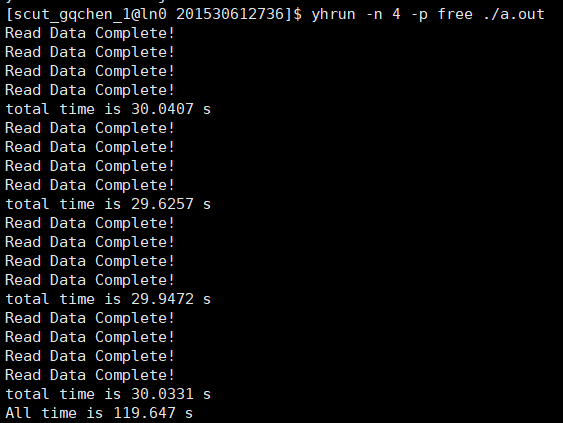 [scut_gqchen_1@ln0 201530612736]$ yhrun -n 4 -p free ./a.out
Read Data Complete!
Read Data Complete!
Read Data Complete!
Read Data Complete!
total time is 30.0407 s
Read Data Complete!
Read Data Complete!
Read Data Complete!
Read Data Complete!
total time is 29.6257 s
Read Data Complete!
Read Data Complete!
Read Data Complete!
Read Data Complete!
total time is 29.9472 s
Read Data Complete!
Read Data Complete!
Read Data Complete!
Read Data Complete!
total time is 30.0331 s
All time is 119.647 s